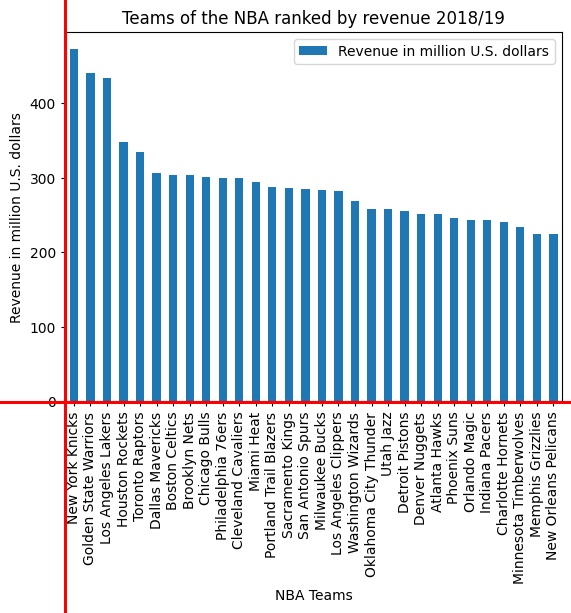 Teams of the NBA ranked by revenue 2018/19
Revenue in million U.S. dollars
Revenue in million U.S. dollars
400
300
200
100
0
New York Knicks
Golden State Warriors
Los Angeles Lakers
Houston Rockets
Toronto Raptors
Dallas Mavericks
Boston Celtics
Brooklyn Nets
Chicago Bulls
Philadelphia 76ers
Cleveland Cavaliers
Miami Heat
Portland Trail Blazers
Sacramento Kings
San Antonio Spurs
Milwaukee Bucks
Los Angeles Clippers
Washington Wizards
Oklahoma City Thunder
Utah Jazz
Detroit Pistons
Denver Nuggets
Atlanta Hawks
Phoenix Suns
Orlando Magic
Indiana Pacers
Charlotte Hornets
Minnesota Timberwolves
Memphis Grizzlies
New Orleans Pelicans
NBA Teams